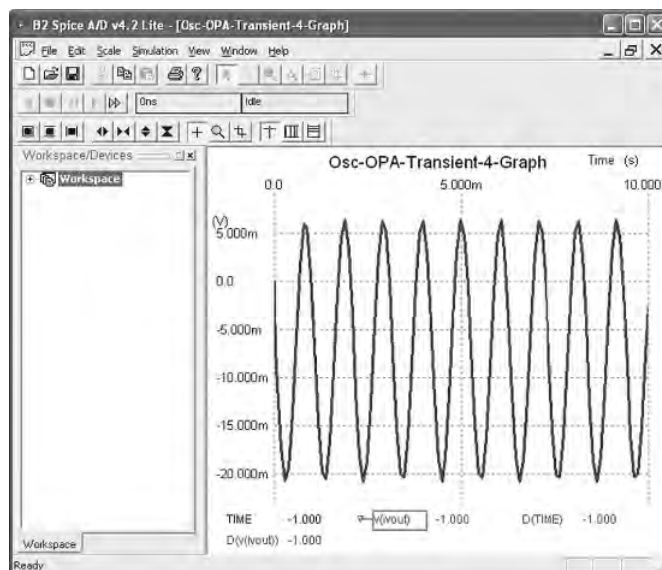 B2 Spice A/D v4.2 Lite - [Osc-OPA-Transient-4-Graph]
File Edit Scale Simulation View Window Help
0ns Idle
Workspace/Devices
Workspace
Osc-OPA-Transient-4-Graph Time (s)
0.0 5.000m 10.000
(V)
5.000m
0.0
-5.000m
-10.000m
-15.000m
-20.000m
TIME -1.000 v(ivout) -1.000 D(TIME) -1.000
D(v(ivout)) -1.000
Workspace
Ready